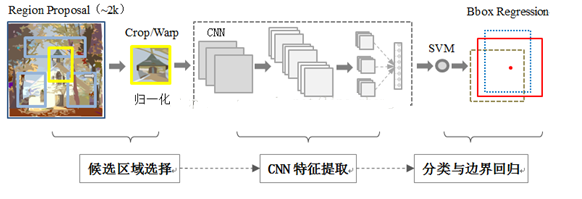 Region Proposal（~2k）
Bbox Regression
Crop/Warp
CNN
SVM
归一化
候选区域选择
CNN 特征提取
分类与边界回归